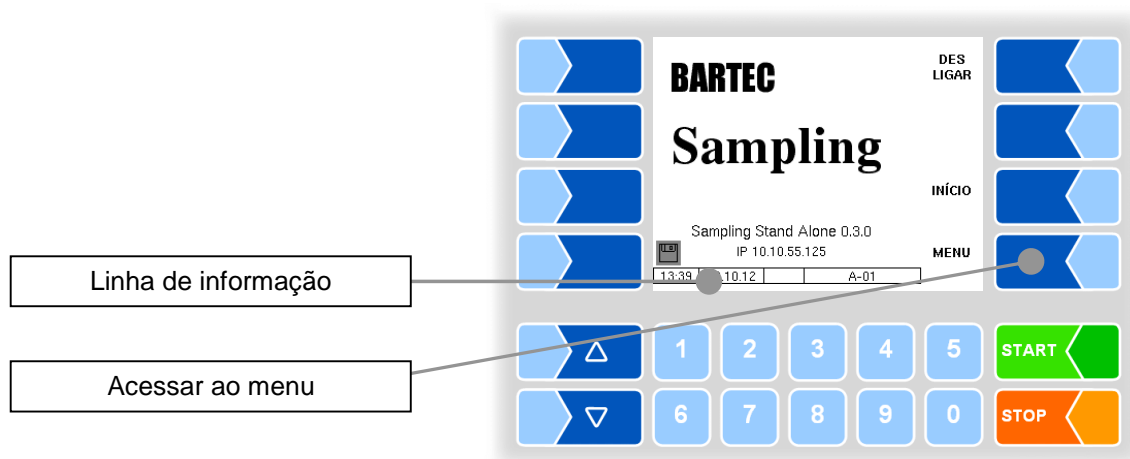 BARTEC
DES
LIGAR
Sampling
INÍCIO
Sampling Stand Alone 0.3.0
IP 10.10.55.125
MENU
13:39 .10.12 A-01
Linha de informação
Acessar ao menu
1 2 3 4 5 START
6 7 8 9 0 STOP